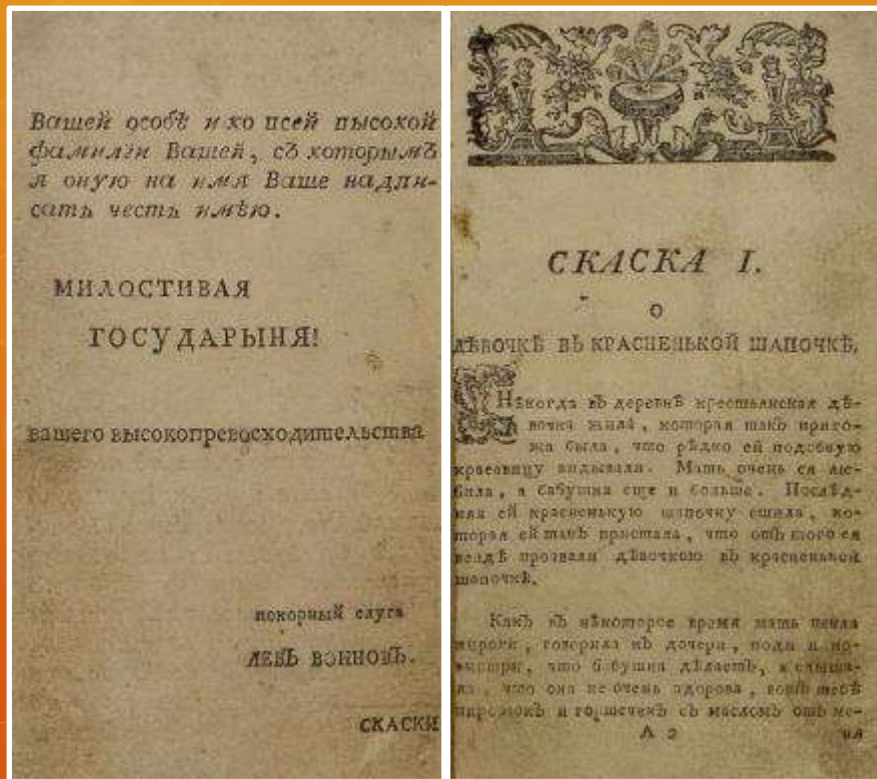 Вашей особѣ и ко всей высокой
фамиліи Вашей, съ которымъ
я оную на имя Ваше надпи-
сать честь имѣю.
МИЛОСТИВАЯ
ГОСУДАРЫНЯ!
вашего высокопревосходительства
покорный слуга
ЛЕВЪ ВОИНОВЪ.
СКАСКИ
СКАСКА I.
О
ДѢВОЧКѢ ВЪ КРАСНЕНЬКОЙ ШАПОЧКѢ.
Нѣкогда въ деревнѣ крестьянская дѣ-
вочка жила, которая такъ приго-
жа была, что рѣдко ей подобную
красавицу видывали. Мать очень ея лю-
била, а бабушка еще и больше. Послѣд-
няя ей красненькую шапочку сшила, ко-
торая ей такъ пристала, что отъ того ея
вездѣ прозвали дѣвочкою въ красненькой
шапочкѣ.
Какъ въ нѣкоторое время мать пекла
пироги, говорила къ дочери, поди и по-
смотри, что бабушка дѣлаетъ, я слыша-
ла, что она не очень здорова, вотъ тебѣ
пирожокъ и горшечекъ съ масломъ отъ ме-
А 2 ня